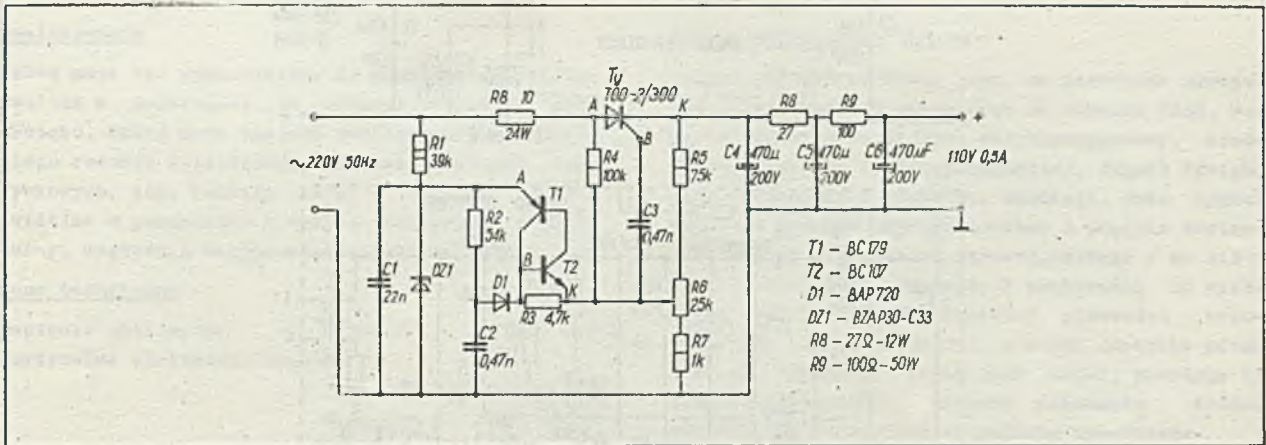 Ty
T00-2/300
R8 10
24W
A
K
B
R8
27
R9
100
+
~220V 50Hz
R1
39k
R4
100k
R5
75k
C4
470µ
200V
C5
470µ
200V
C6
470µF
200V
110V 0,5A
A
T1
R2
54k
C3
0,47n
B
T2
K
C1
22n
DZ1
D1
R3
4,7k
R6
25k
C2
0,47n
R7
1k
T1 – BC179
T2 – BC107
D1 – BAP720
DZ1 – BZAP30-C33
R8 – 27Ω-12W
R9 – 100Ω-50W